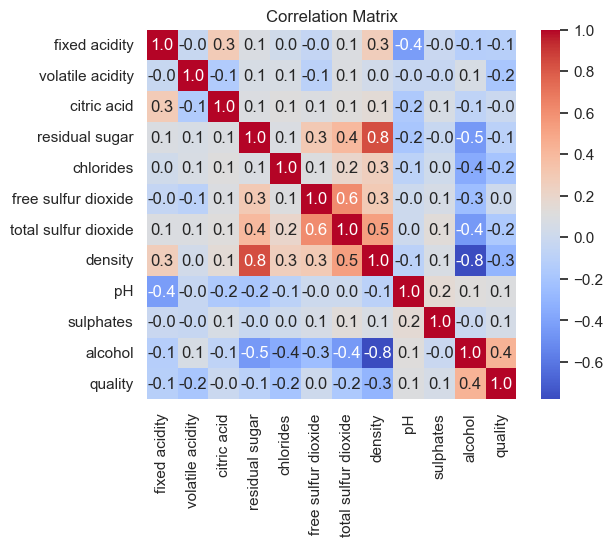 Correlation Matrix
fixed acidity 1.0 -0.0 0.3 0.1 0.0 -0.0 0.1 0.3 -0.4 -0.0 -0.1 -0.1
volatile acidity -0.0 1.0 -0.1 0.1 0.1 -0.1 0.1 0.0 -0.0 -0.0 0.1 -0.2
citric acid 0.3 -0.1 1.0 0.1 0.1 0.1 0.1 0.1 -0.2 0.1 -0.1 -0.0
residual sugar 0.1 0.1 0.1 1.0 0.1 0.3 0.4 0.8 -0.2 -0.0 -0.5 -0.1
chlorides 0.0 0.1 0.1 0.1 1.0 0.1 0.2 0.3 -0.1 0.0 -0.4 -0.2
free sulfur dioxide -0.0 -0.1 0.1 0.3 0.1 1.0 0.6 0.3 -0.0 0.1 -0.3 0.0
total sulfur dioxide 0.1 0.1 0.1 0.4 0.2 0.6 1.0 0.5 0.0 0.1 -0.4 -0.2
density 0.3 0.0 0.1 0.8 0.3 0.3 0.5 1.0 -0.1 0.1 -0.8 -0.3
pH -0.4 -0.0 -0.2 -0.2 -0.1 -0.0 0.0 -0.1 1.0 0.2 0.1 0.1
sulphates -0.0 -0.0 0.1 -0.0 0.0 0.1 0.1 0.1 0.2 1.0 -0.0 0.1
alcohol -0.1 0.1 -0.1 -0.5 -0.4 -0.3 -0.4 -0.8 0.1 -0.0 1.0 0.4
quality -0.1 -0.2 -0.0 -0.1 -0.2 0.0 -0.2 -0.3 0.1 0.1 0.4 1.0
fixed acidity
volatile acidity
citric acid
residual sugar
chlorides
free sulfur dioxide
total sulfur dioxide
density
pH
sulphates
alcohol
quality
1.0
0.8
0.6
0.4
0.2
0.0
-0.2
-0.4
-0.6